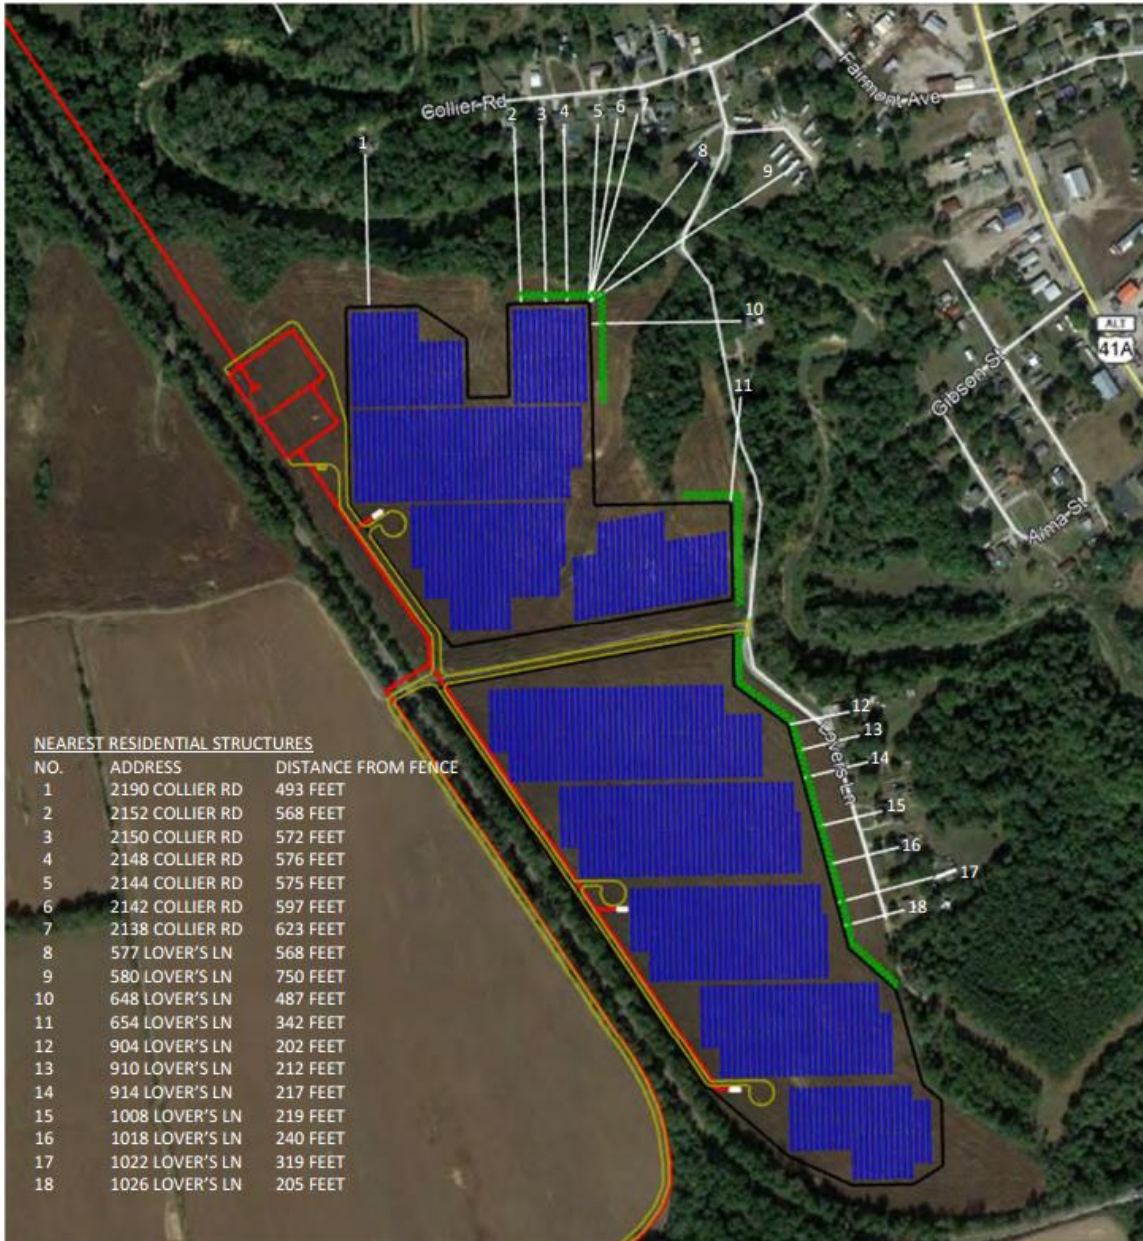 Collier Rd
Fairmont Ave
1
2
3
4
5
6
7
8
9
10
11
ALT
41A
Gibson St
Alma St
12
13
14
15
16
17
18
Lovers Ln
NEAREST RESIDENTIAL STRUCTURES
NO. ADDRESS DISTANCE FROM FENCE
1 2190 COLLIER RD 493 FEET
2 2152 COLLIER RD 568 FEET
3 2150 COLLIER RD 572 FEET
4 2148 COLLIER RD 576 FEET
5 2144 COLLIER RD 575 FEET
6 2142 COLLIER RD 597 FEET
7 2138 COLLIER RD 623 FEET
8 577 LOVER'S LN 568 FEET
9 580 LOVER'S LN 750 FEET
10 648 LOVER'S LN 487 FEET
11 654 LOVER'S LN 342 FEET
12 904 LOVER'S LN 202 FEET
13 910 LOVER'S LN 212 FEET
14 914 LOVER'S LN 217 FEET
15 1008 LOVER'S LN 219 FEET
16 1018 LOVER'S LN 240 FEET
17 1022 LOVER'S LN 319 FEET
18 1026 LOVER'S LN 205 FEET